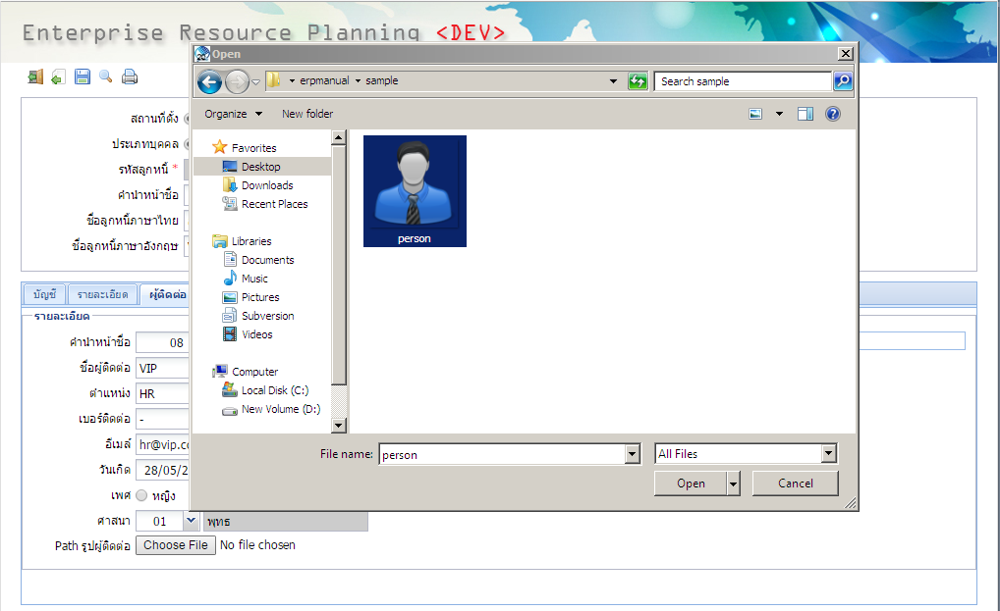 Enterprise Resource Planning <DEV>
Open
erpmanual sample
Search sample
Organize
New folder
สถานที่ตั้ง
ประเภทบุคคล
รหัสลูกหนี้ *
คำนำหน้าชื่อ
ชื่อลูกหนี้ภาษาไทย
ชื่อลูกหนี้ภาษาอังกฤษ
Favorites
Desktop
Downloads
Recent Places
Libraries
Documents
Music
Pictures
Subversion
Videos
Computer
Local Disk (C:)
New Volume (D:)
person
File name: person
All Files
Open
Cancel
บัญชี
รายละเอียด
ผู้ติดต่อ
รายละเอียด
คำนำหน้าชื่อ 08
ชื่อผู้ติดต่อ VIP
ตำแหน่ง HR
เบอร์ติดต่อ -
อีเมล์ hr@vip.co
วันเกิด 28/05/2
เพศ หญิง
ศาสนา 01 พุทธ
Path รูปผู้ติดต่อ Choose File No file chosen